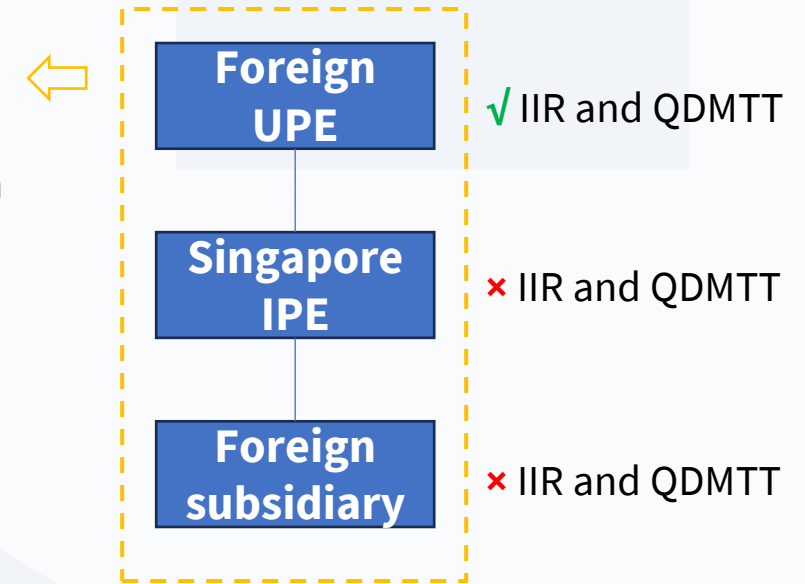 Foreign
UPE
√ IIR and QDMTT
Singapore
IPE
× IIR and QDMTT
Foreign
subsidiary
× IIR and QDMTT